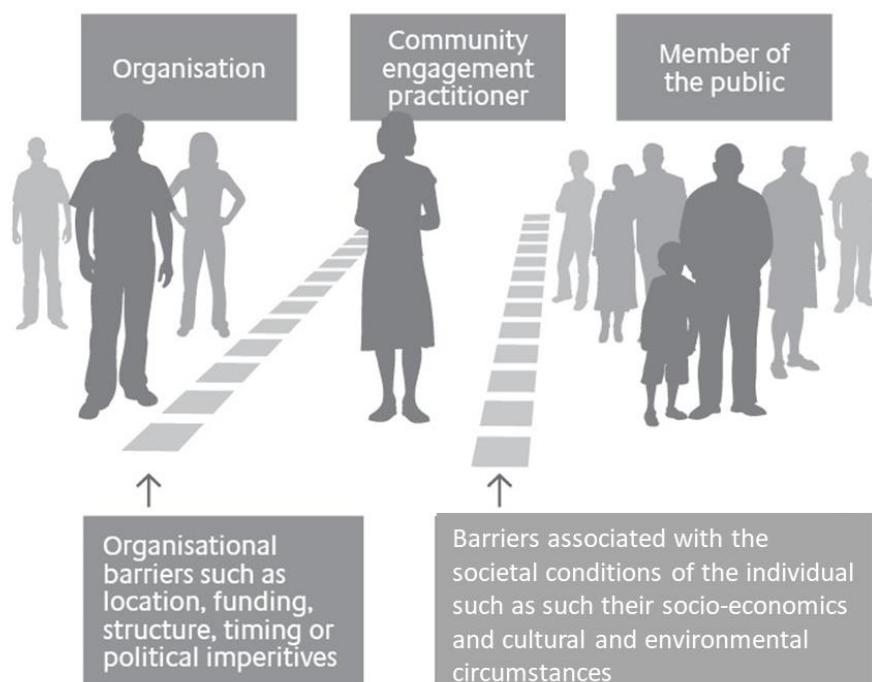 Organisation
Community
engagement
practitioner
Member of
the public
Organisational
barriers such as
location, funding,
structure, timing or
political imperitives
Barriers associated with the
societal conditions of the individual
such as such their socio-economics
and cultural and environmental
circumstances